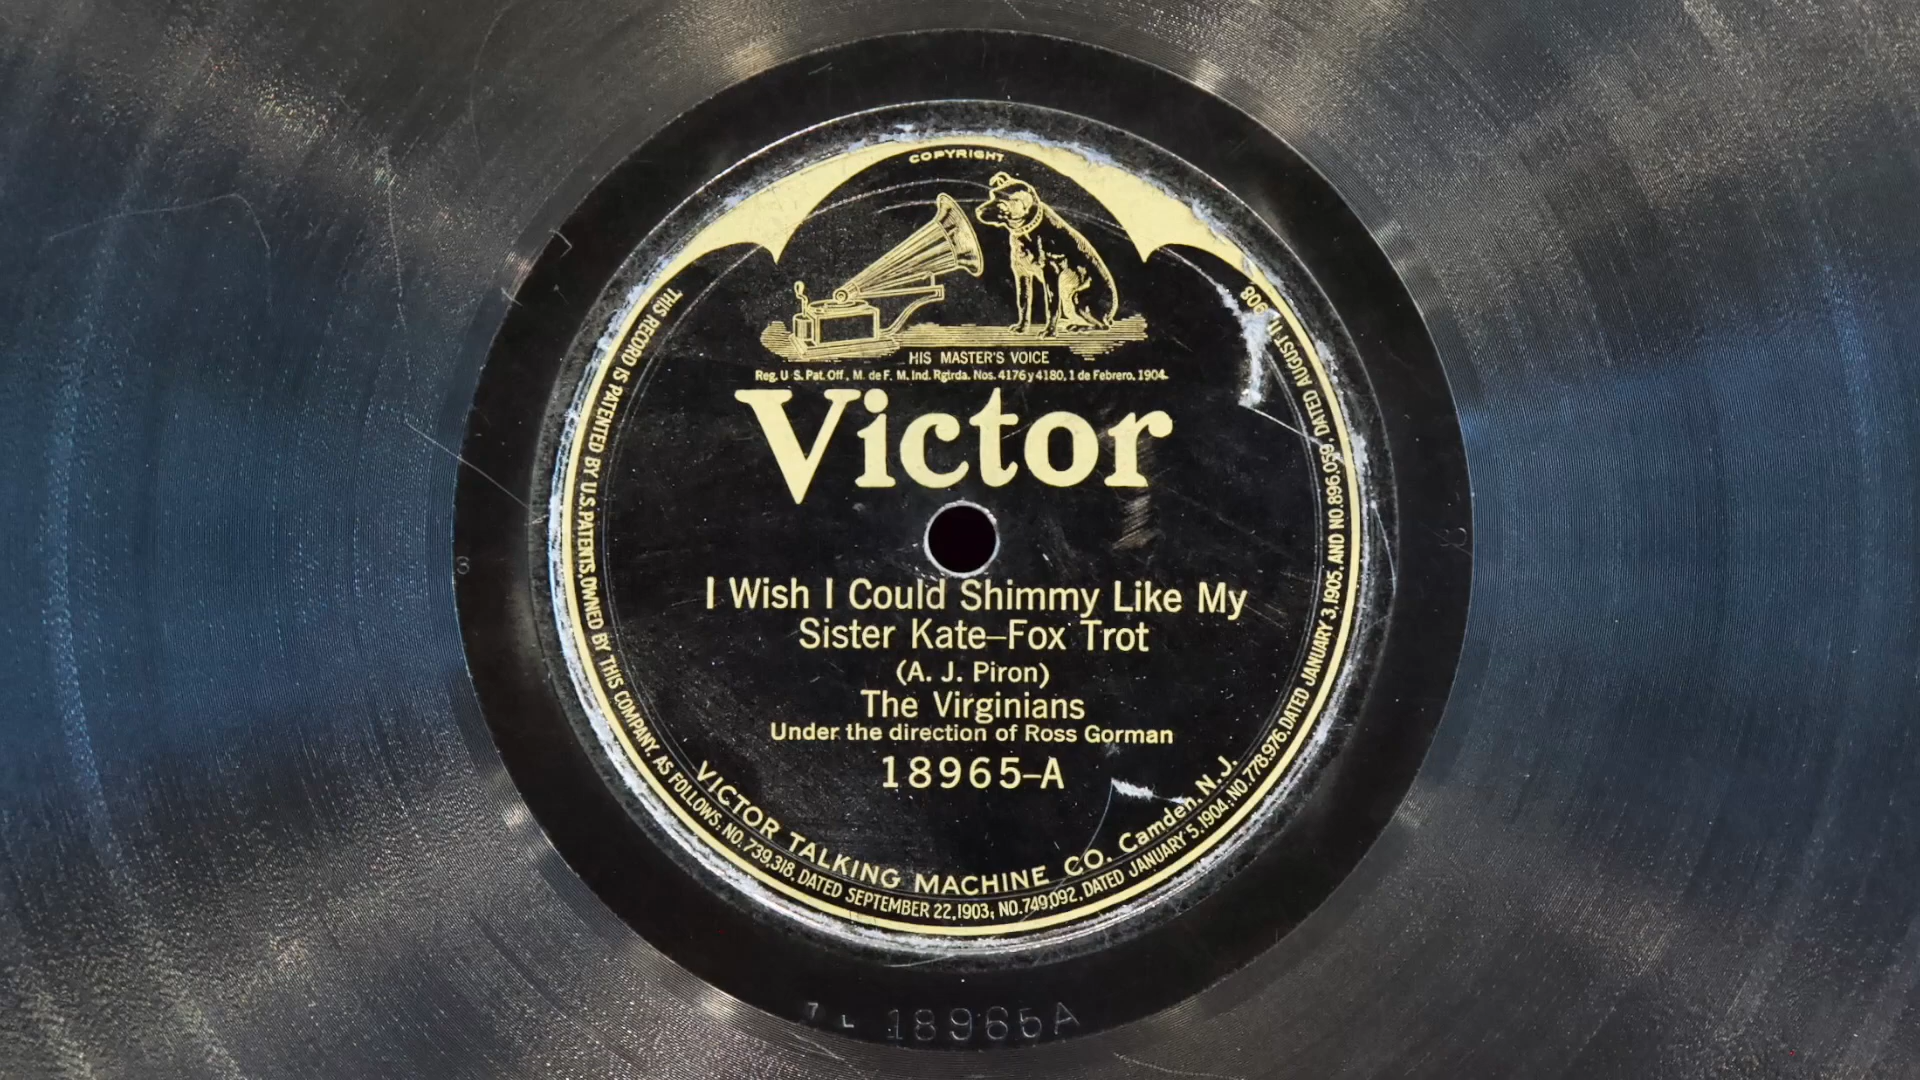 COPYRIGHT
HIS MASTER'S VOICE
Reg. U S. Pat. Off., M. de F. M. Ind. Rgtrda. Nos. 4176 y 4180, 1 de Febrero, 1904.
Victor
I Wish I Could Shimmy Like My
Sister Kate–Fox Trot
(A. J. Piron)
The Virginians
Under the direction of Ross Gorman
18965–A
VICTOR TALKING MACHINE CO. Camden, N.J.
THIS RECORD IS PATENTED BY U.S. PATENTS, OWNED BY THIS COMPANY, AS FOLLOWS: NO. 739,318, DATED SEPTEMBER 22, 1903; NO. 749,092, DATED JANUARY 5, 1904; NO. 778,976, DATED JANUARY 3, 1905, AND NO. 896,059, DATED AUGUST 11, 1908
7 L 18965A